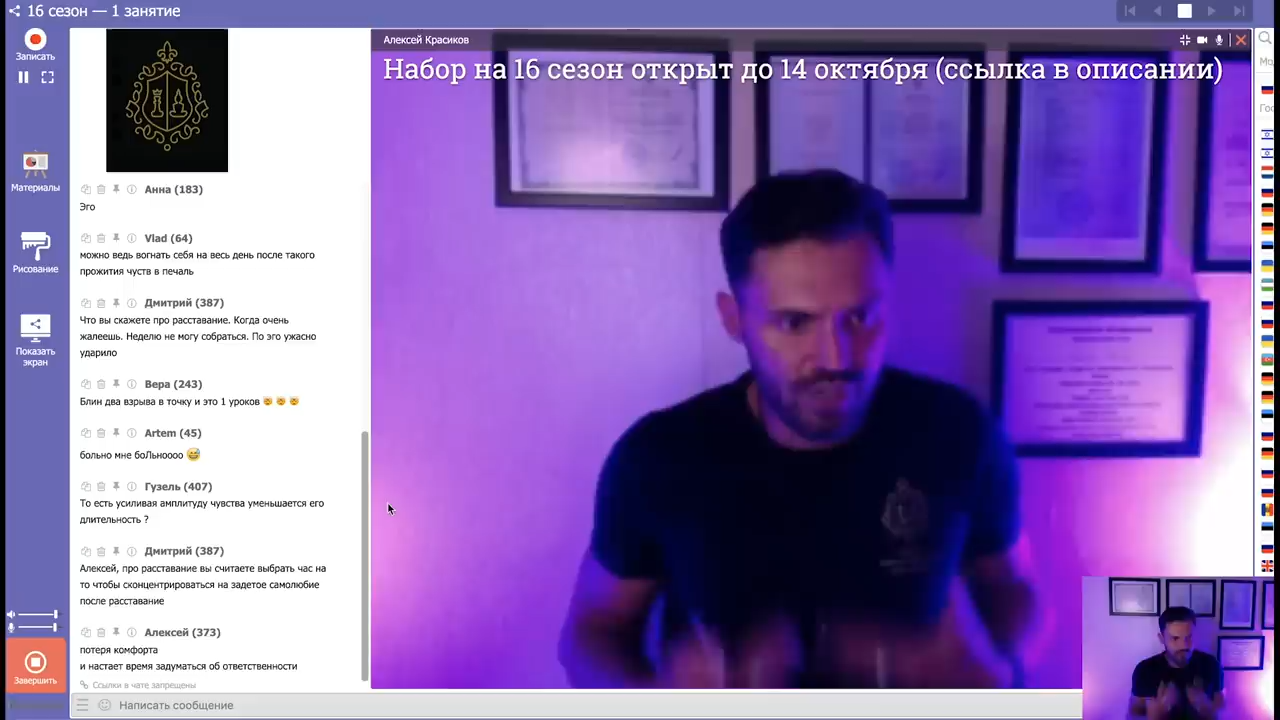 16 сезон — 1 занятие
Записать
Материалы
Рисование
Показать
экран
Завершить
Анна (183)
Эго
Vlad (64)
можно ведь вогнать себя на весь день после такого
прожития чуств в печаль
Дмитрий (387)
Что вы скажете про расставание. Когда очень
жалеешь. Неделю не могу собраться. По эго ужасно
ударило
Вера (243)
Блин два взрыва в точку и это 1 уроков 🤯 🤯 🤯
Artem (45)
больно мне боЛьноооо 😅
Гузель (407)
То есть усиливая амплитуду чувства уменьшается его
длительность ?
Дмитрий (387)
Алексей, про расставание вы считаете выбрать час на
то чтобы сконцентрироваться на задетое самолюбие
после расставание
Алексей (373)
потеря комфорта
и настает время задуматься об ответственности
Ссылки в чате запрещены
Написать сообщение
Алексей Красиков
Набор на 16 сезон открыт до 14 октября (ссылка в описании)